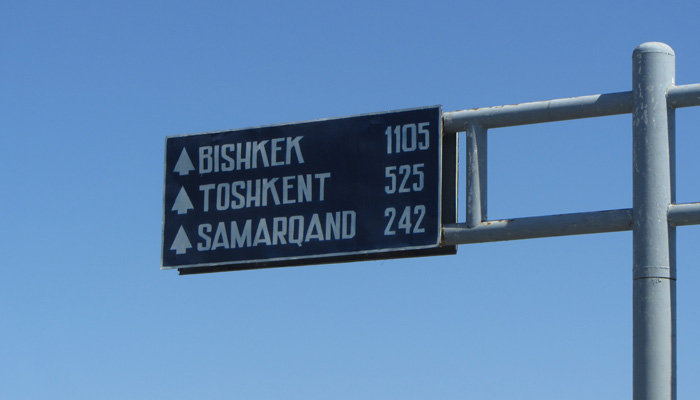 BISHKEK 1105
TOSHKENT 525
SAMARQAND 242